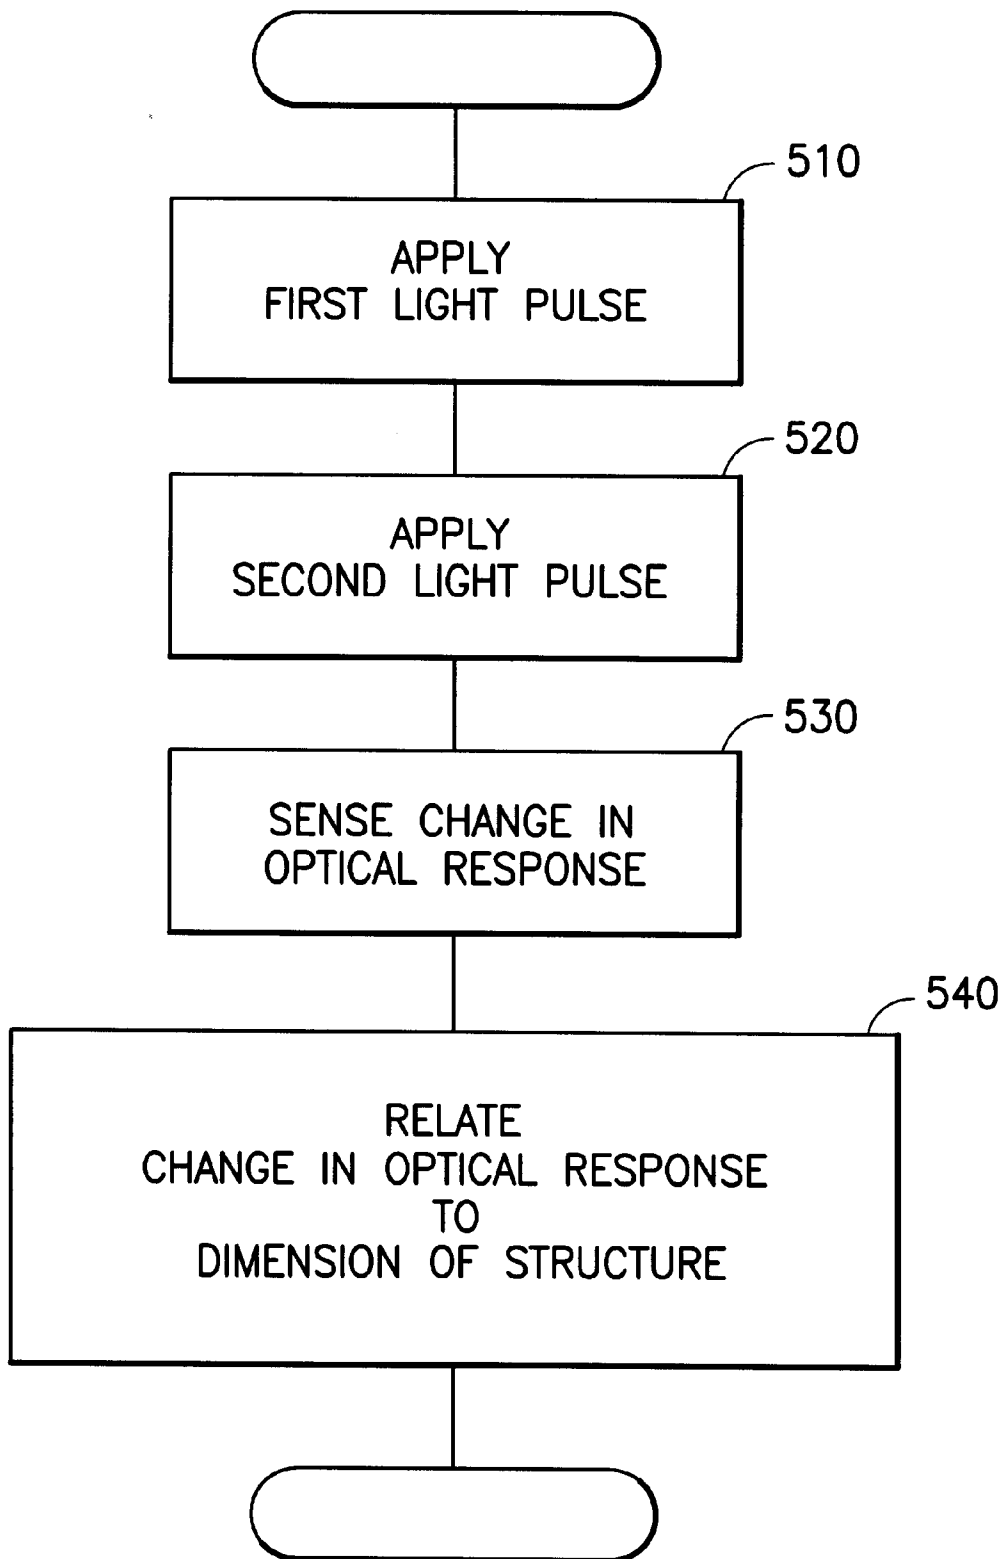 510
APPLY
FIRST LIGHT PULSE
520
APPLY
SECOND LIGHT PULSE
530
SENSE CHANGE IN
OPTICAL RESPONSE
540
RELATE
CHANGE IN OPTICAL RESPONSE
TO
DIMENSION OF STRUCTURE